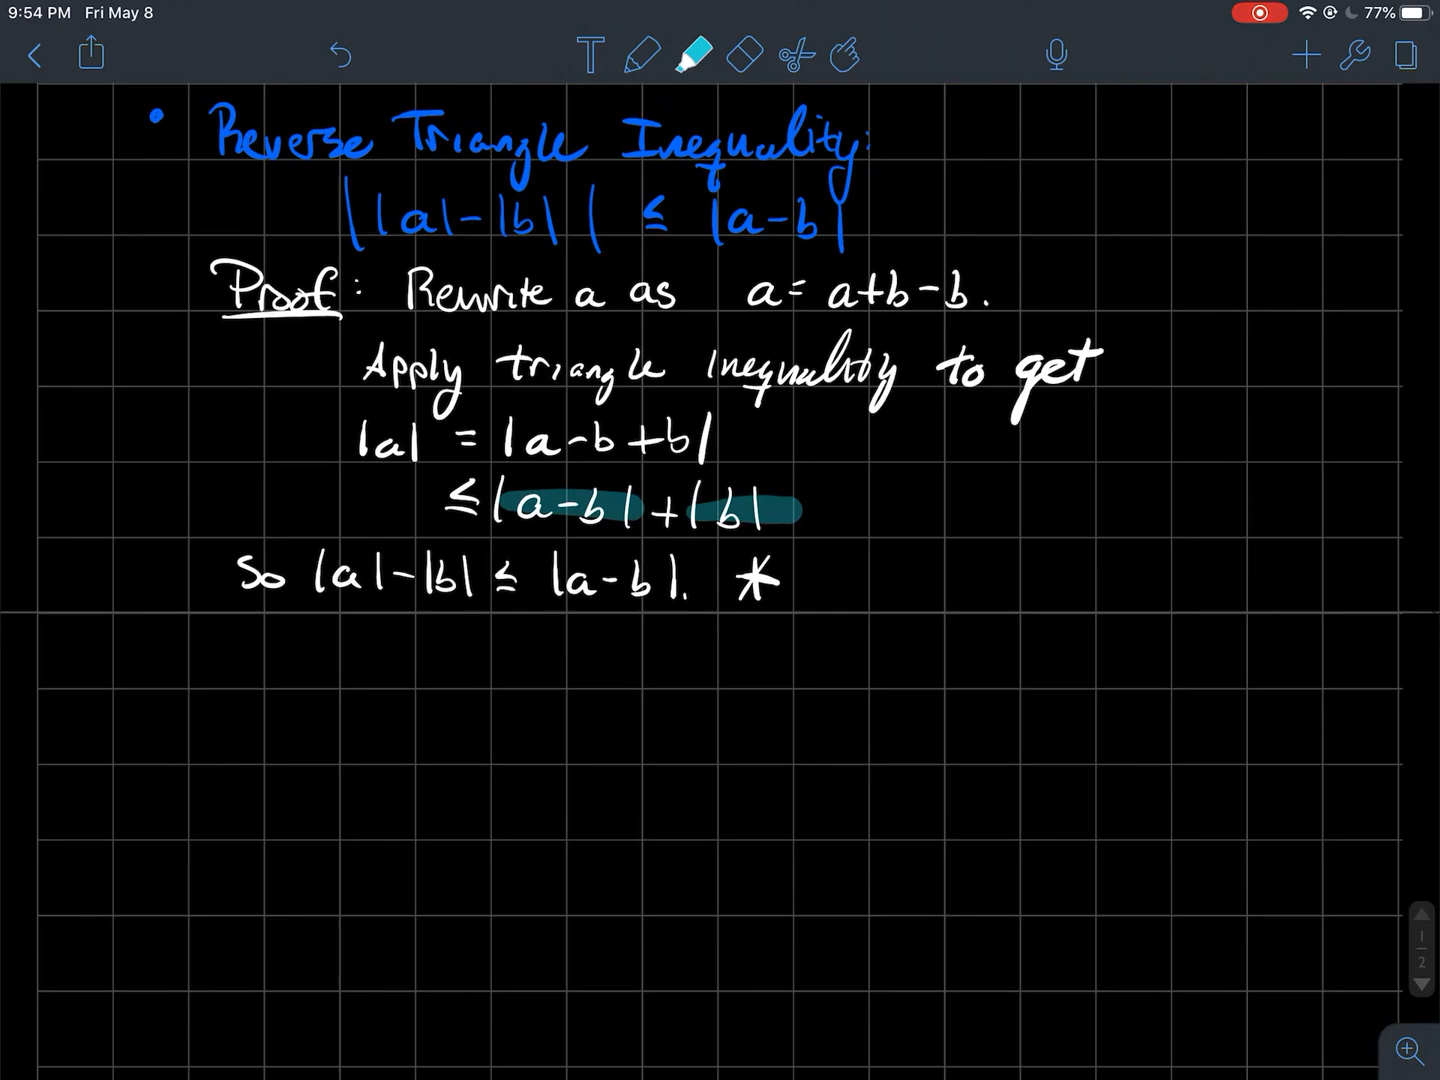 9:54 PM Fri May 8
77%
• Reverse Triangle Inequality:
||a|-|b|| ≤ |a-b|
Proof: Rewrite a as a = a+b-b.
Apply triangle inequality to get
|a| = |a-b+b|
≤ |a-b| + |b|
So |a|-|b| ≤ |a-b|. *
1
2